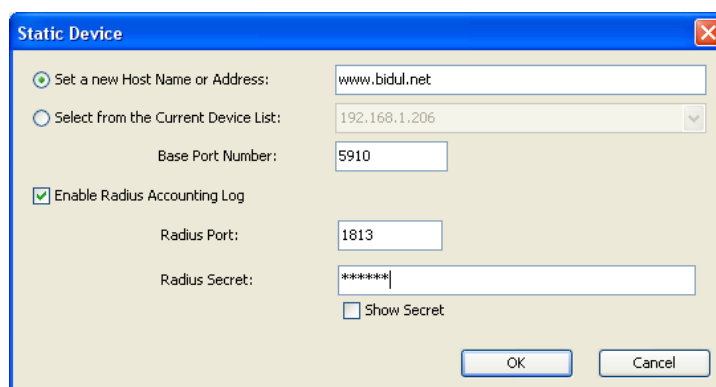 Static Device
Set a new Host Name or Address: www.bidul.net
Select from the Current Device List: 192.168.1.206
Base Port Number: 5910
Enable Radius Accounting Log
Radius Port: 1813
Radius Secret: ******
Show Secret
OK Cancel